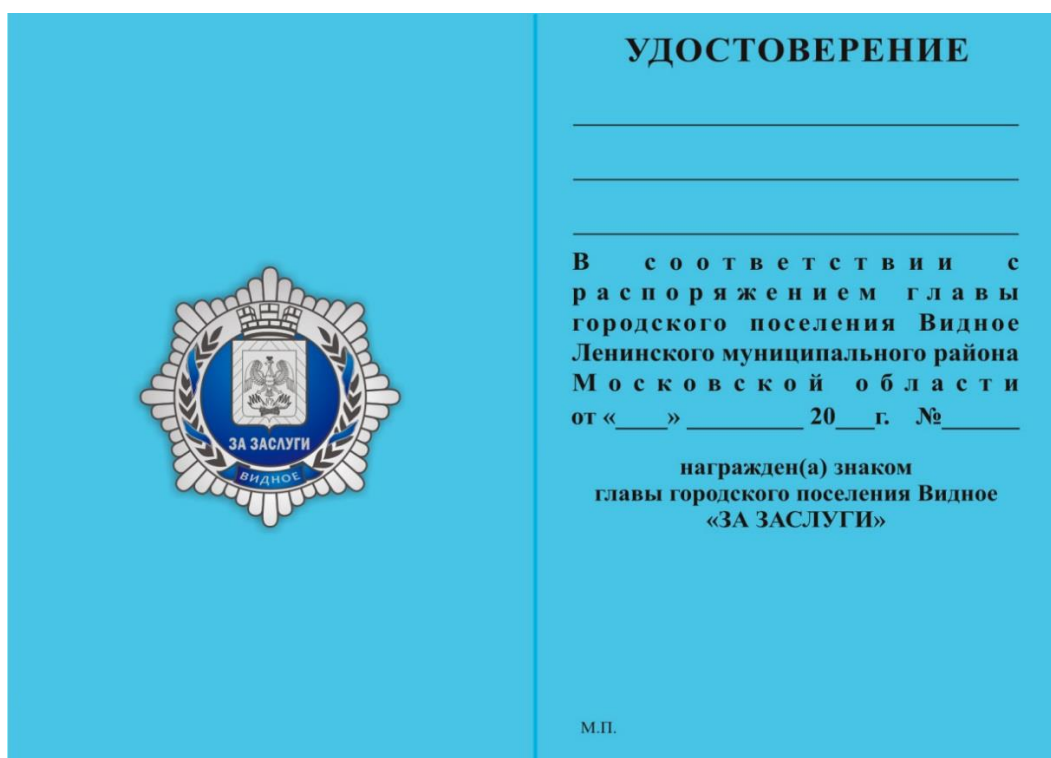 ЗА ЗАСЛУГИ
ВИДНОЕ
УДОСТОВЕРЕНИЕ
В соответствии с
распоряжением главы
городского поселения Видное
Ленинского муниципального района
Московской области
от «____» _________ 20___г. №______
награжден(а) знаком
главы городского поселения Видное
«ЗА ЗАСЛУГИ»
М.П.